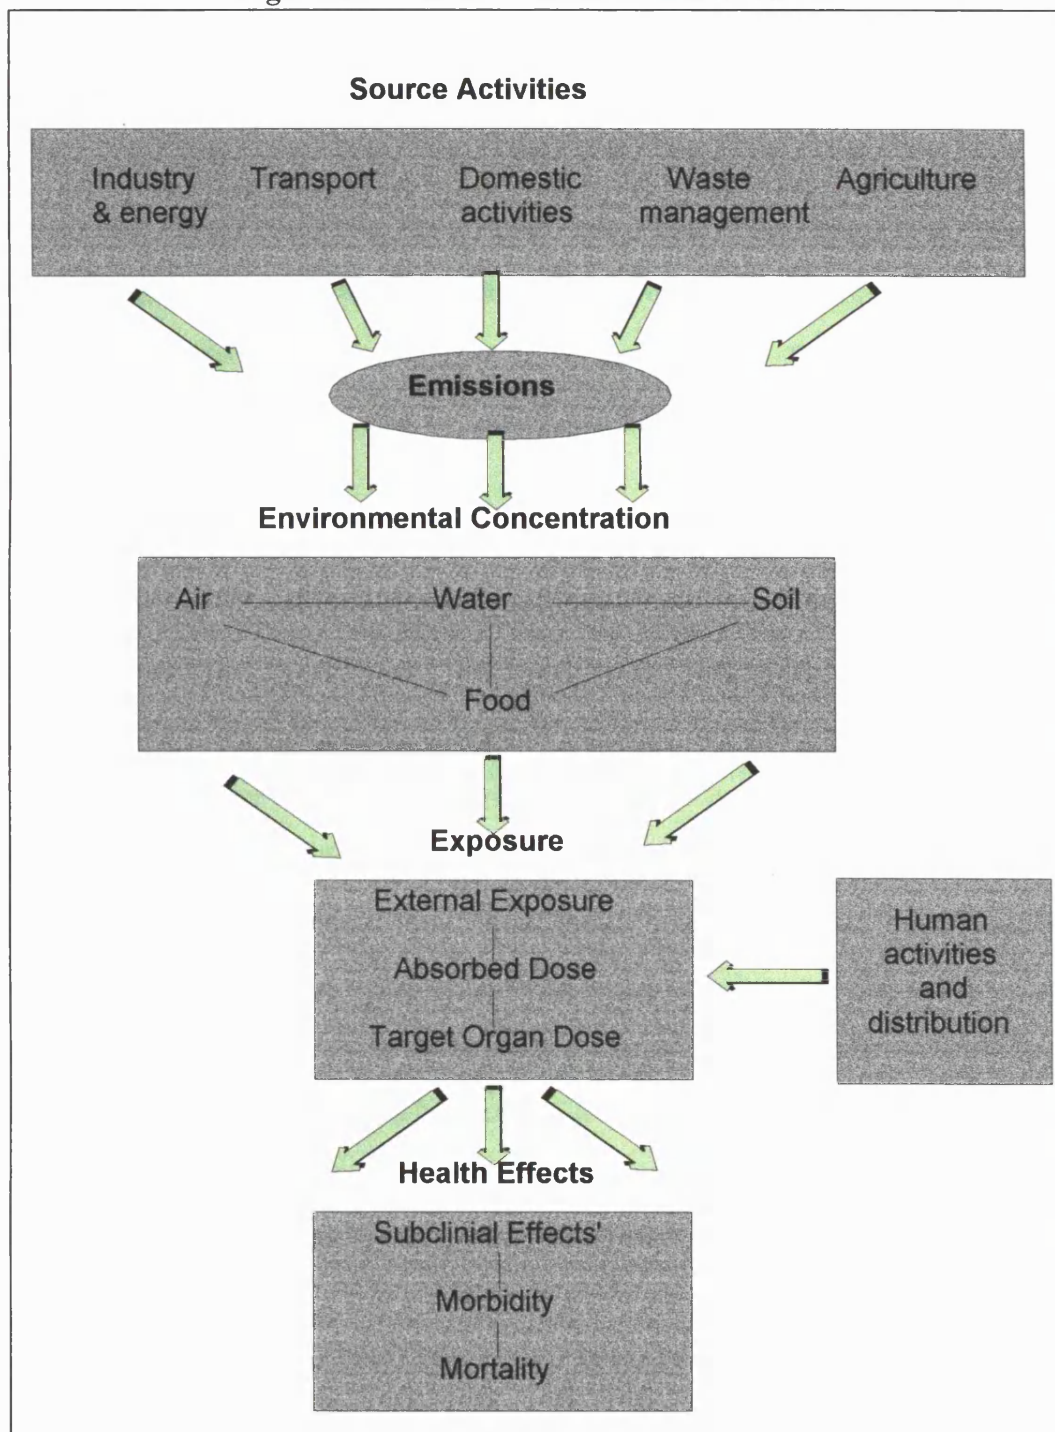 Source Activities
Industry & energy
Transport
Domestic activities
Waste management
Agriculture
Emissions
Environmental Concentration
Air
Water
Soil
Food
Exposure
External Exposure
Absorbed Dose
Target Organ Dose
Human
activities
and
distribution
Health Effects
Subclinial Effects'
Morbidity
Mortality